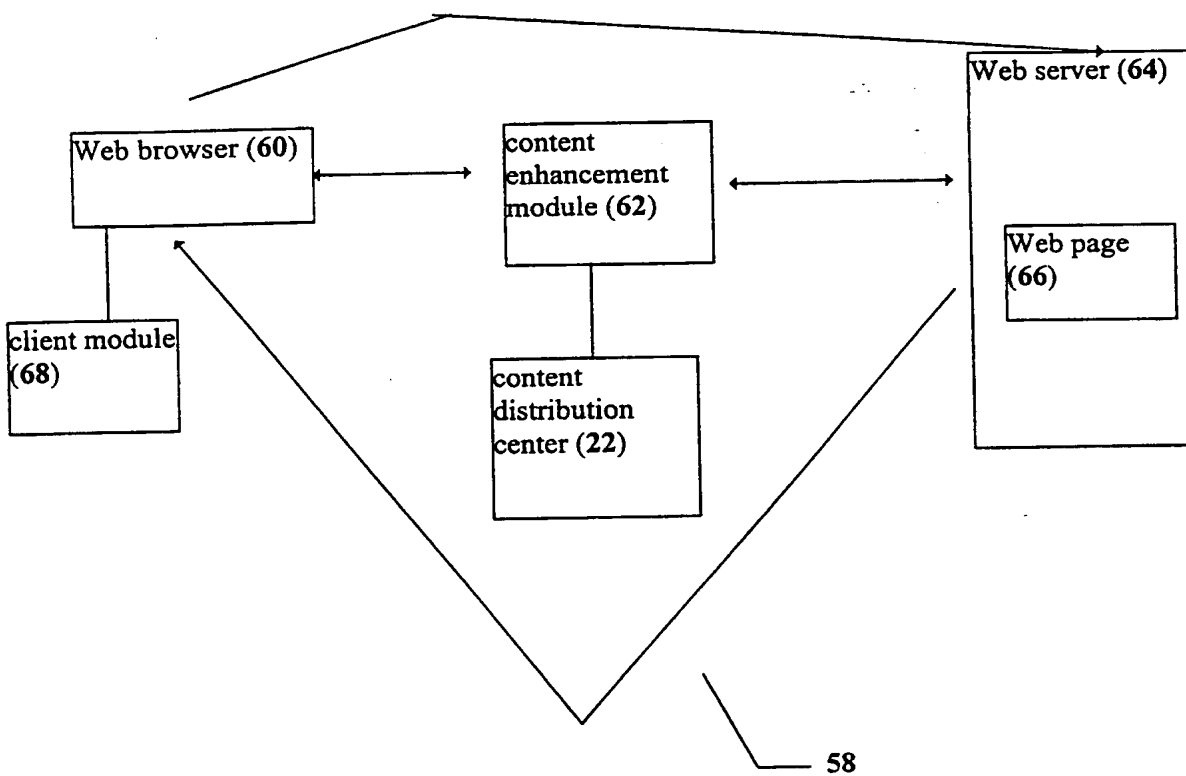 Web server (64)
Web browser (60)
content
enhancement
module (62)
Web page
(66)
client module
(68)
content
distribution
center (22)
58